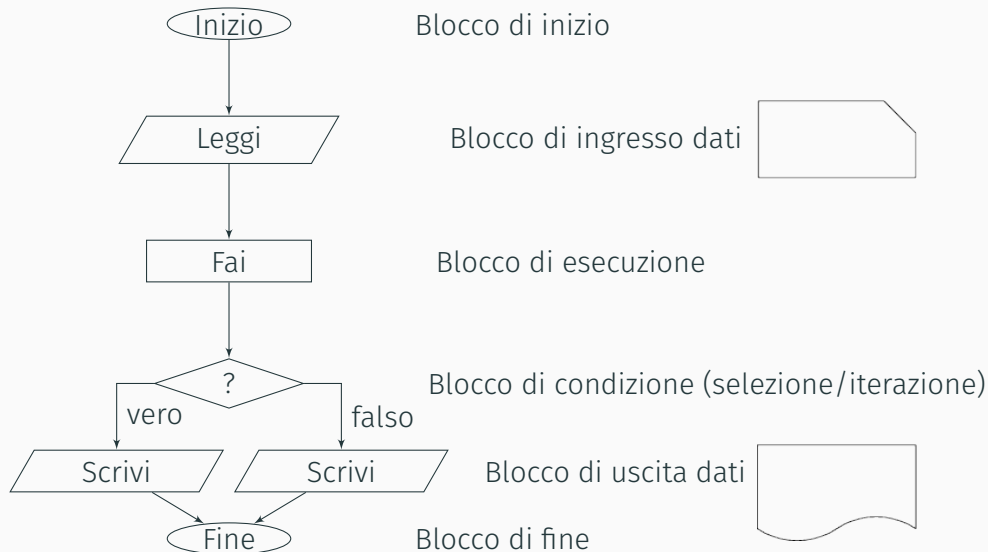 Inizio Blocco di inizio
Leggi Blocco di ingresso dati
Fai Blocco di esecuzione
? Blocco di condizione (selezione/iterazione)
vero falso
Scrivi Scrivi Blocco di uscita dati
Fine Blocco di fine